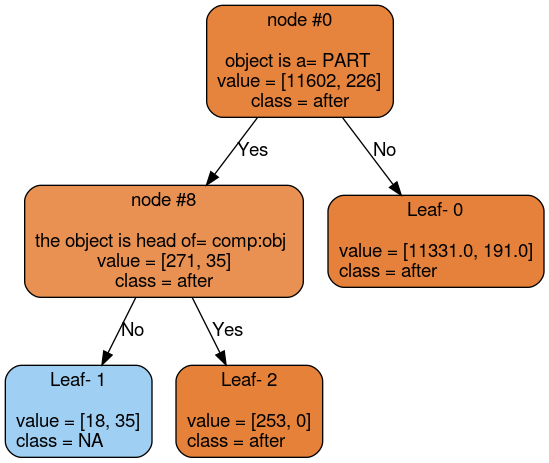 node #0
object is a= PART
value = [11602, 226]
class = after
Yes
No
node #8
the object is head of= comp:obj
value = [271, 35]
class = after
Leaf- 0
value = [11331.0, 191.0]
class = after
No
Yes
Leaf- 1
value = [18, 35]
class = NA
Leaf- 2
value = [253, 0]
class = after